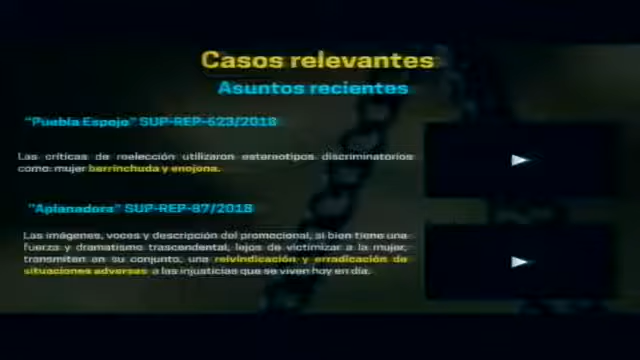 Casos relevantes
Asuntos recientes
"Puebla Espejo" SUP-REP-623/2018
Las críticas de reelección utilizaron estereotipos discriminatorios
como: mujer berrinchuda y enojona.
"Aplanadora" SUP-REP-87/2018
Las imágenes, voces y descripción del promocional, si bien tiene una
fuerza y dramatismo trascendental, lejos de victimizar a la mujer,
transmiten en su conjunto, una reivindicación y erradicación de
situaciones adversas a las injusticias que se viven hoy en día.